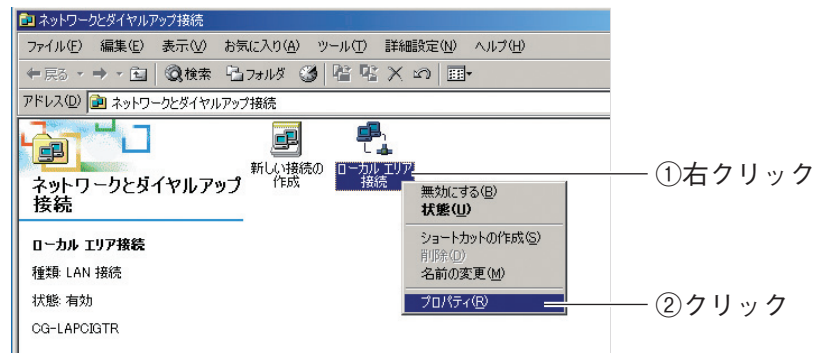 ネットワークとダイヤルアップ接続
ファイル(F) 編集(E) 表示(V) お気に入り(A) ツール(T) 詳細設定(N) ヘルプ(H)
戻る 検索 フォルダ
アドレス(D) ネットワークとダイヤルアップ接続
ネットワークとダイヤルアップ
接続
ローカル エリア接続
種類: LAN 接続
状態: 有効
CG-LAPCIGTR
新しい接続の
作成
ローカル エリア
接続
無効にする(B)
状態(U)
ショートカットの作成(S)
削除(D)
名前の変更(M)
プロパティ(R)
①右クリック
②クリック